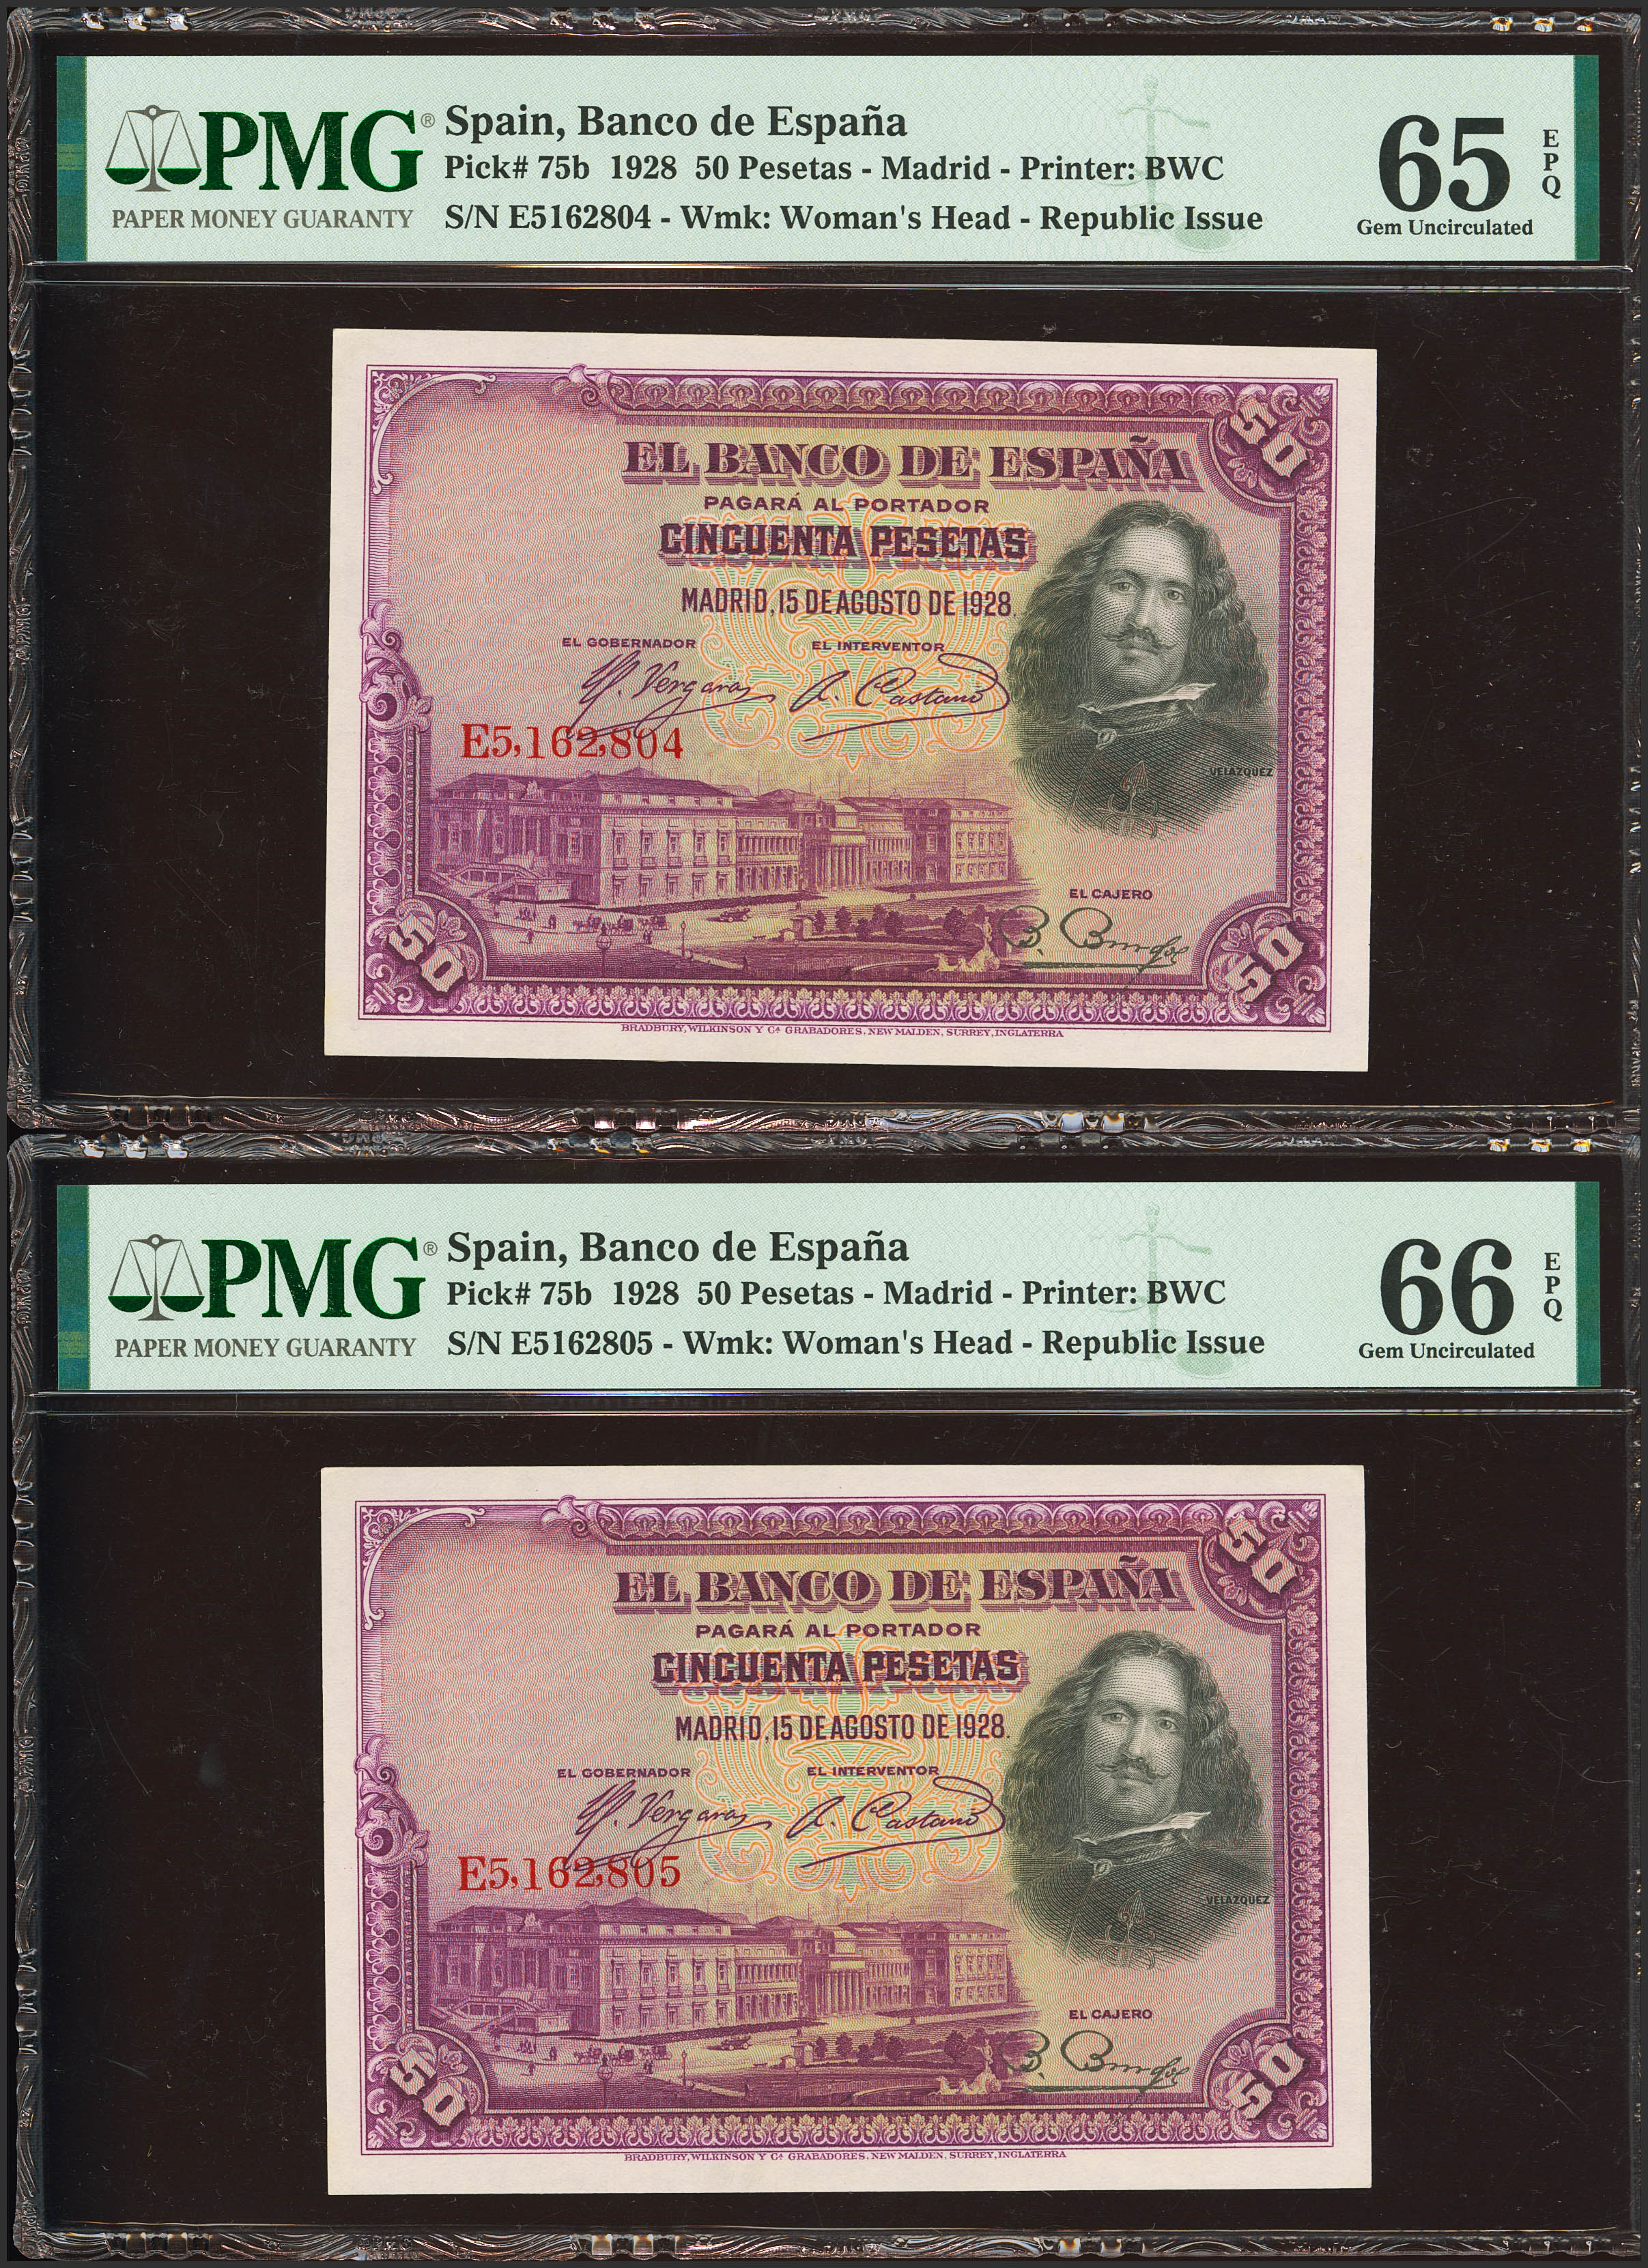 PMG®
PAPER MONEY GUARANTY
Spain, Banco de España
Pick# 75b 1928 50 Pesetas - Madrid - Printer: BWC
S/N E5162804 - Wmk: Woman's Head - Republic Issue
65
EPQ
Gem Uncirculated
50
EL BANCO DE ESPAÑA
PAGARÁ AL PORTADOR
CINCUENTA PESETAS
MADRID, 15 DE AGOSTO DE 1928.
EL GOBERNADOR
EL INTERVENTOR
E5,162,804
VELAZQUEZ
EL CAJERO
50
50
BRADBURY, WILKINSON Y Cª GRABADORES, NEW MALDEN, SURREY, INGLATERRA
PMG®
PAPER MONEY GUARANTY
Spain, Banco de España
Pick# 75b 1928 50 Pesetas - Madrid - Printer: BWC
S/N E5162805 - Wmk: Woman's Head - Republic Issue
66
EPQ
Gem Uncirculated
50
EL BANCO DE ESPAÑA
PAGARÁ AL PORTADOR
CINCUENTA PESETAS
MADRID, 15 DE AGOSTO DE 1928.
EL GOBERNADOR
EL INTERVENTOR
E5,162,805
VELAZQUEZ
EL CAJERO
50
50
BRADBURY, WILKINSON Y Cª GRABADORES, NEW MALDEN, SURREY, INGLATERRA